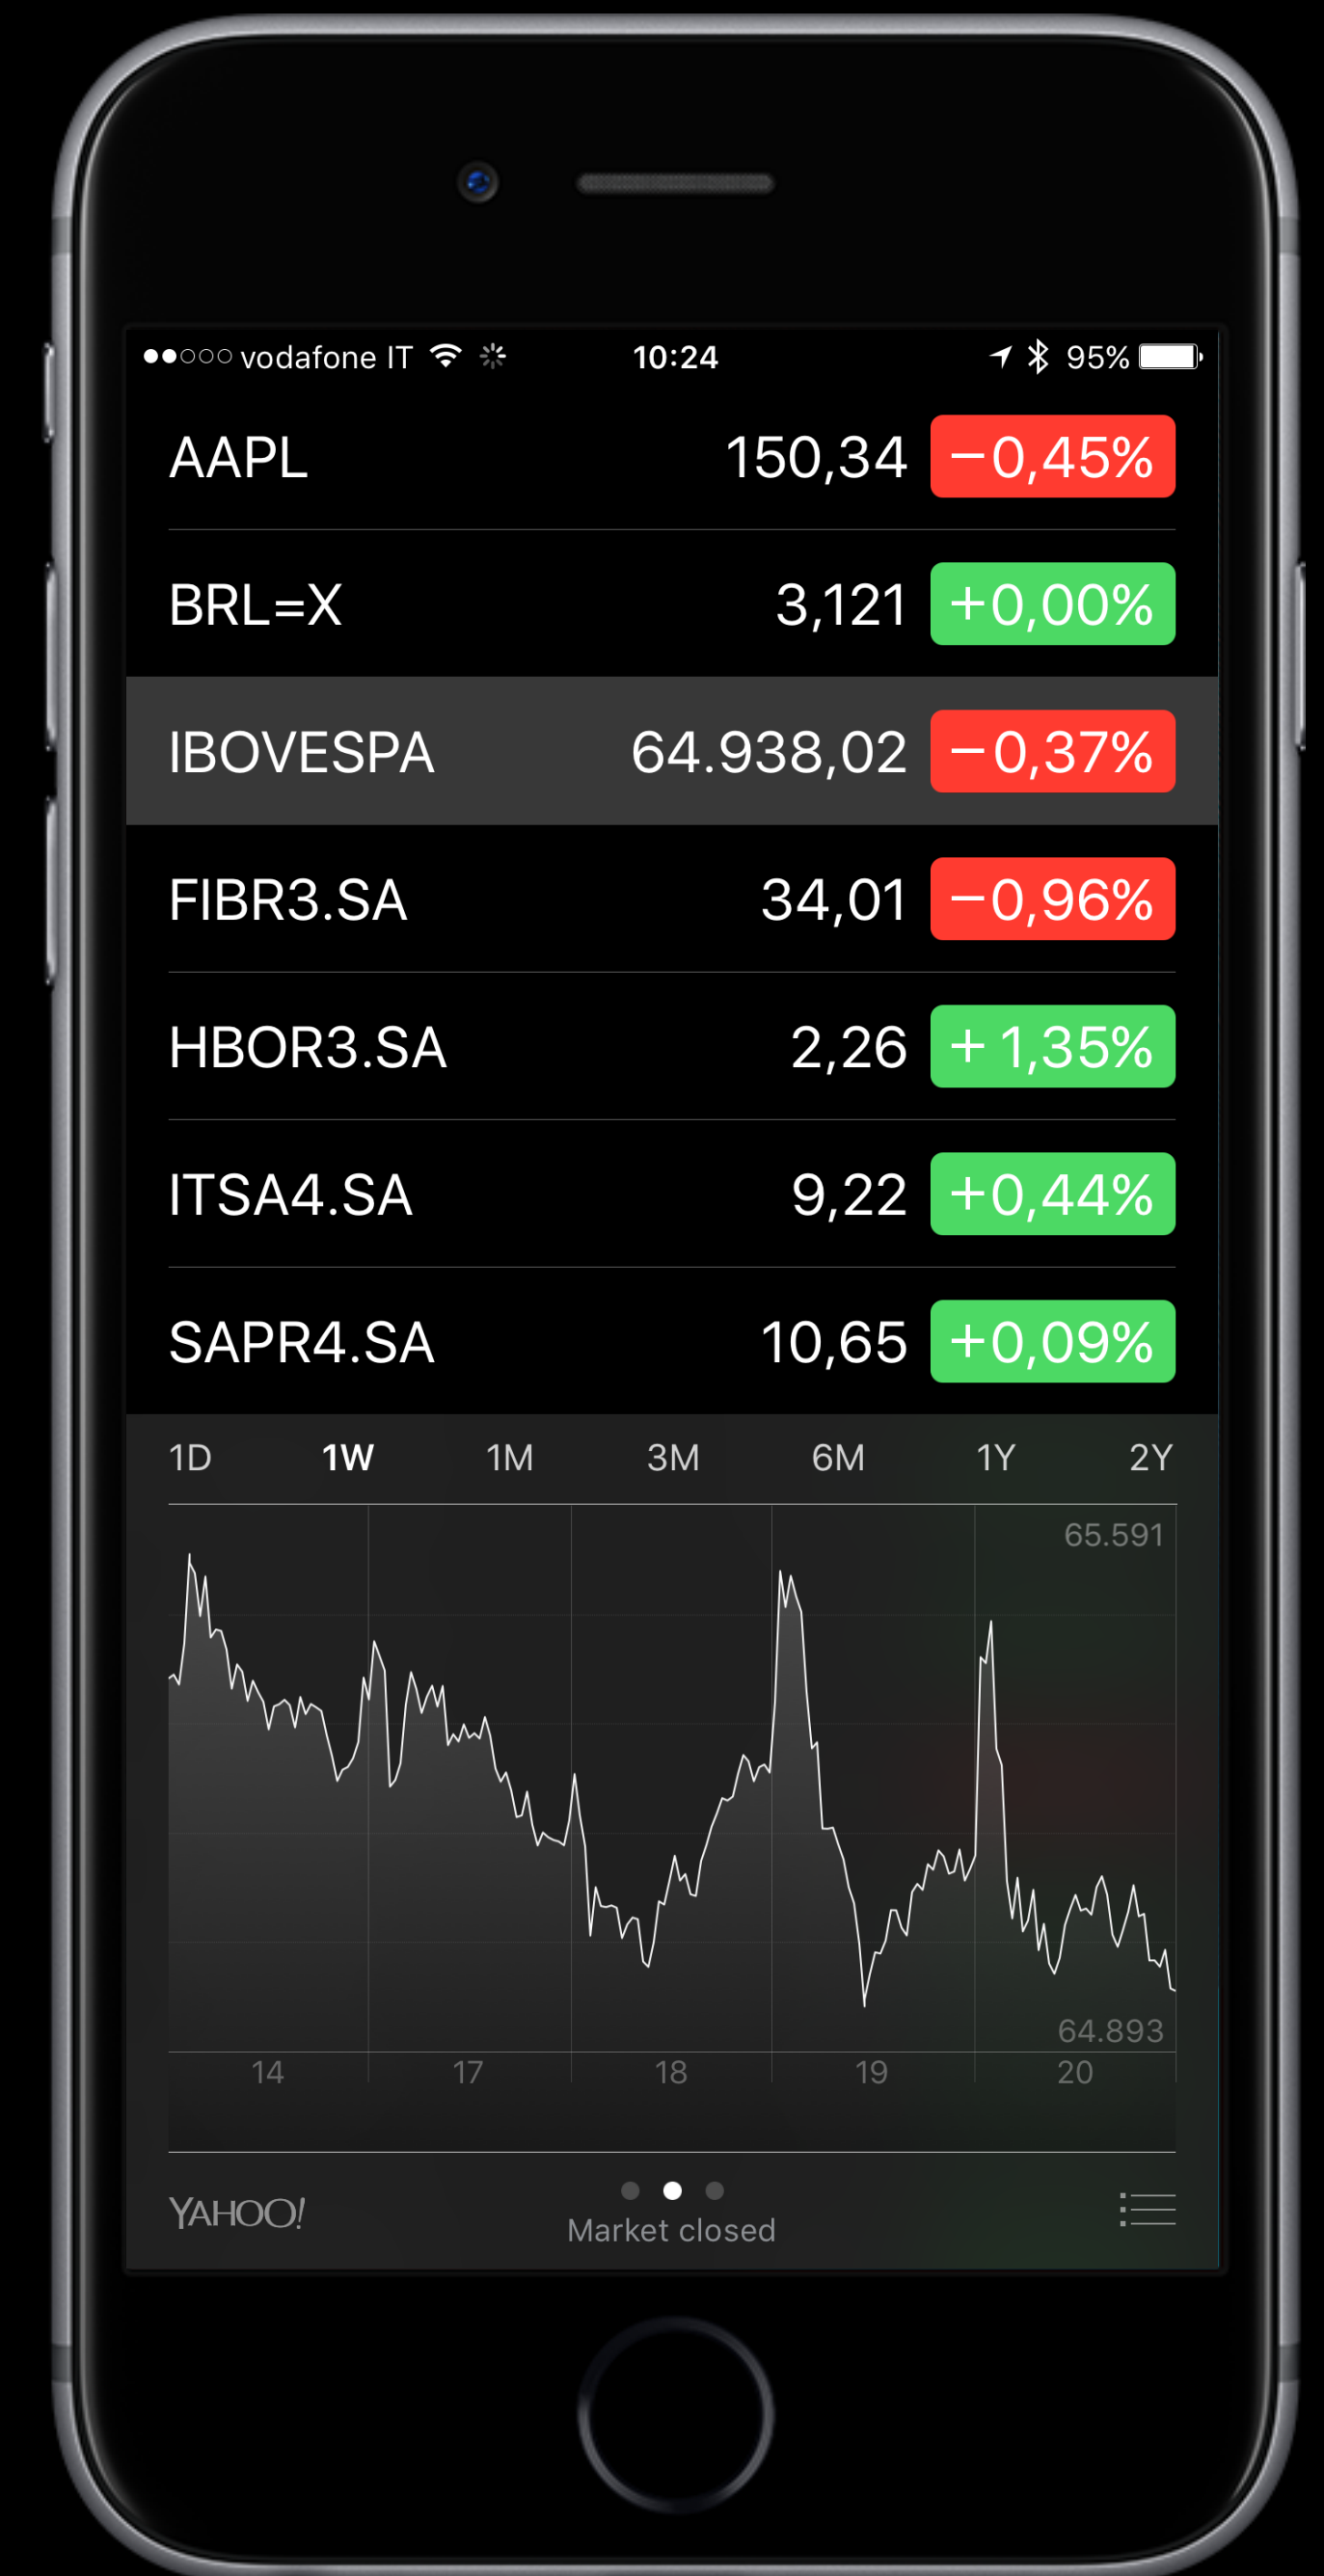 vodafone IT 10:24 95%
AAPL 150,34 −0,45%
BRL=X 3,121 +0,00%
IBOVESPA 64.938,02 −0,37%
FIBR3.SA 34,01 −0,96%
HBOR3.SA 2,26 +1,35%
ITSA4.SA 9,22 +0,44%
SAPR4.SA 10,65 +0,09%
1D 1W 1M 3M 6M 1Y 2Y
65.591
64.893
14 17 18 19 20
YAHOO!
Market closed